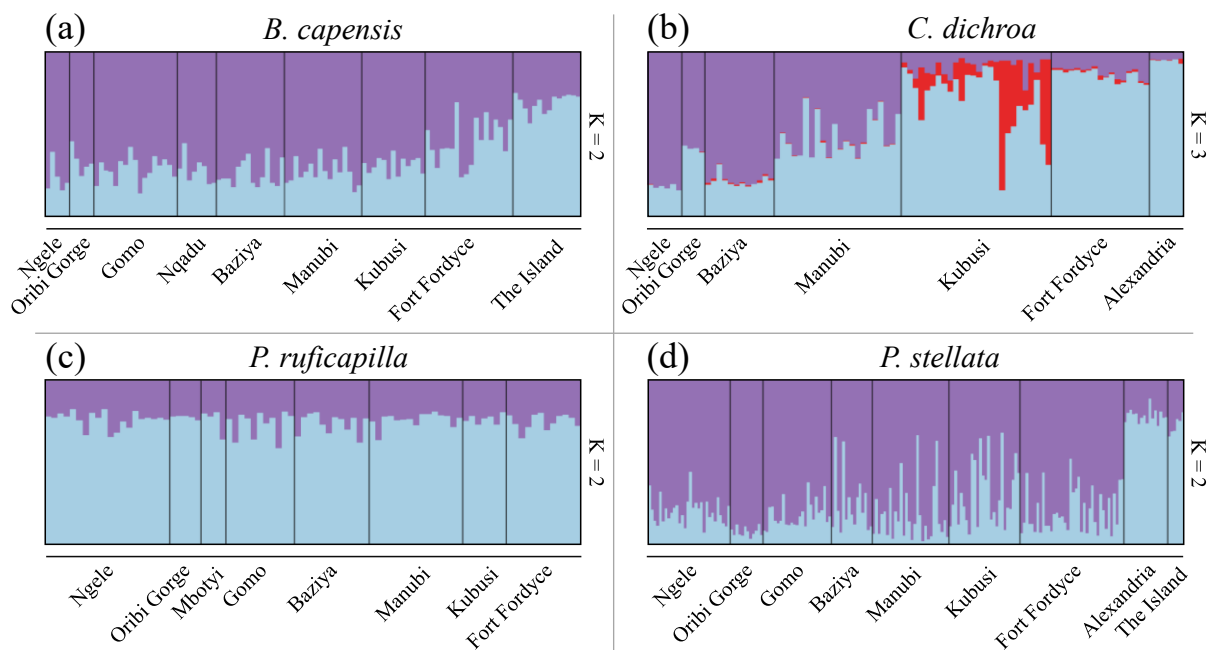 (a) B. capensis
K = 2
Ngele
Oribi Gorge
Gomo
Nqadu
Baziya
Manubi
Kubusi
Fort Fordyce
The Island
(b) C. dichroa
K = 3
Ngele
Oribi Gorge
Baziya
Manubi
Kubusi
Fort Fordyce
Alexandria
(c) P. ruficapilla
K = 2
Ngele
Oribi Gorge
Mbotyi
Gomo
Baziya
Manubi
Kubusi
Fort Fordyce
(d) P. stellata
K = 2
Ngele
Oribi Gorge
Gomo
Baziya
Manubi
Kubusi
Fort Fordyce
Alexandria
The Island